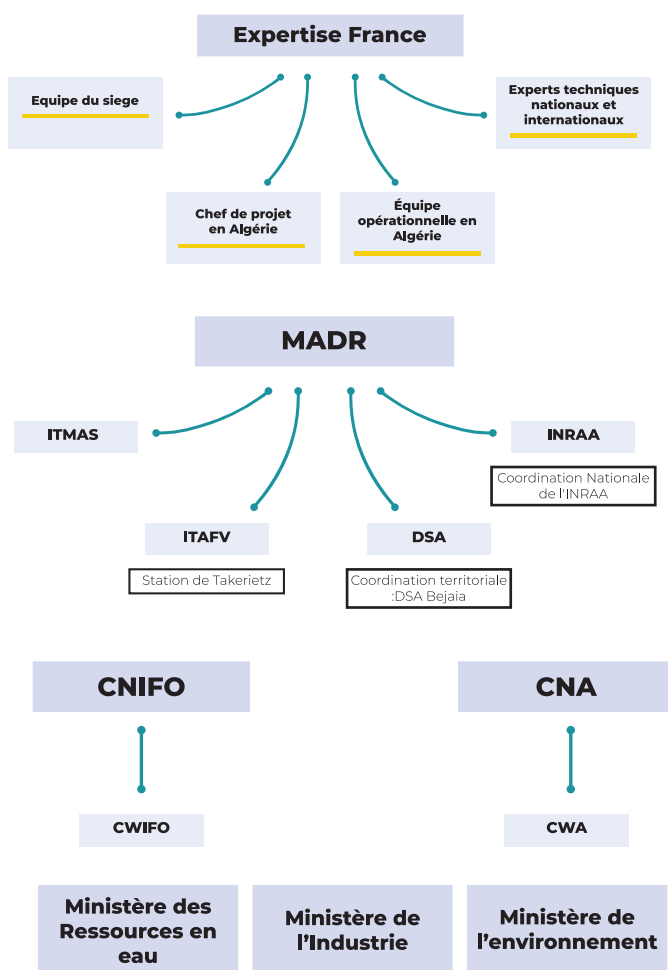 Expertise France
Equipe du siege
Experts techniques
nationaux et
internationaux
Chef de projet
en Algérie
Équipe
opérationnelle en
Algérie
MADR
ITMAS
INRAA
Coordination Nationale
de l'INRAA
ITAFV
Station de Takerietz
DSA
Coordination territoriale
:DSA Bejaia
CNIFO
CNA
CWIFO
CWA
Ministère des
Ressources en
eau
Ministère de
l'Industrie
Ministère de
l'environnement